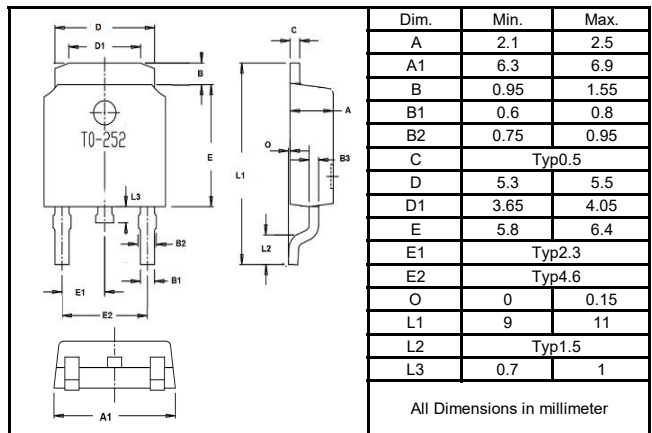 D
D1
C
B
A
TO-252
E
L1
O
B3
L3
L2
B2
E1
B1
E2
A1
Dim. Min. Max.
A 2.1 2.5
A1 6.3 6.9
B 0.95 1.55
B1 0.6 0.8
B2 0.75 0.95
C Typ0.5
D 5.3 5.5
D1 3.65 4.05
E 5.8 6.4
E1 Typ2.3
E2 Typ4.6
O 0 0.15
L1 9 11
L2 Typ1.5
L3 0.7 1
All Dimensions in millimeter